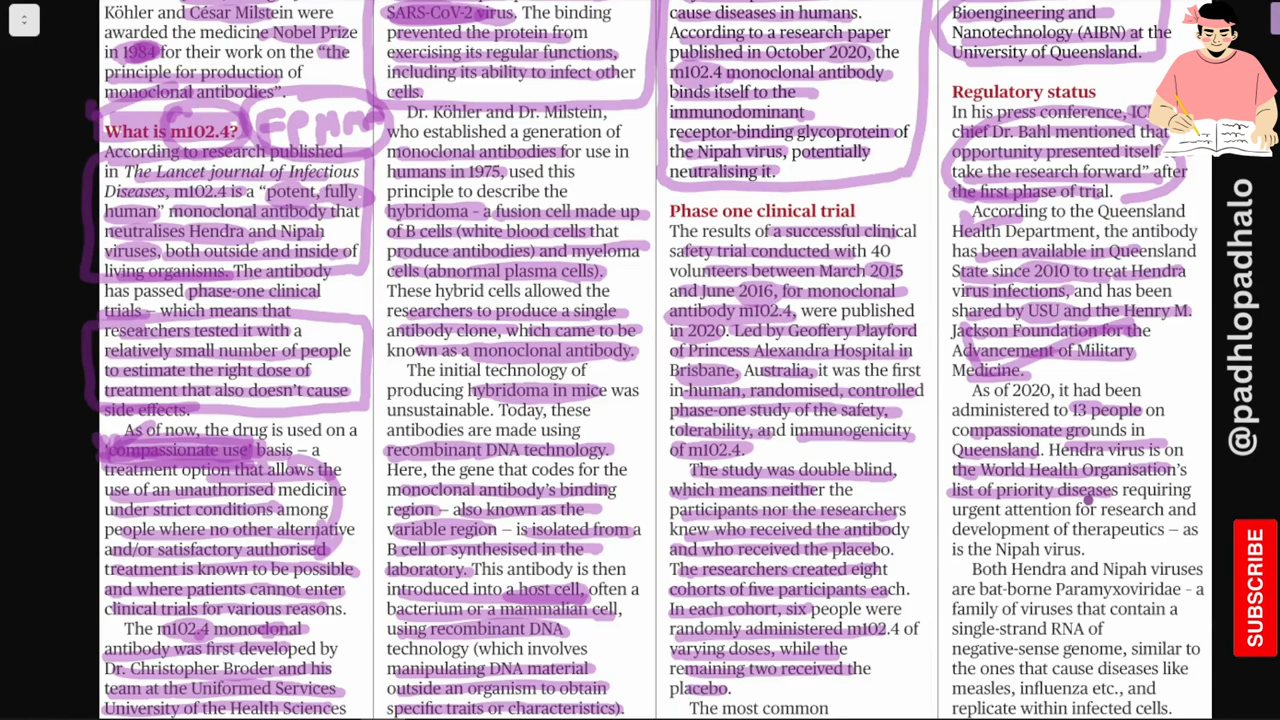 Köhler and César Milstein were
awarded the medicine Nobel Prize
in 1984 for their work on the “the
principle for production of
monoclonal antibodies”.
What is m102.4?
According to research published
in The Lancet journal of Infectious
Diseases, m102.4 is a “potent, fully
human” monoclonal antibody that
neutralises Hendra and Nipah
viruses, both outside and inside of
living organisms. The antibody
has passed phase-one clinical
trials – which means that
researchers tested it with a
relatively small number of people
to estimate the right dose of
treatment that also doesn’t cause
side effects.
As of now, the drug is used on a
‘compassionate use’ basis – a
treatment option that allows the
use of an unauthorised medicine
under strict conditions among
people where no other alternative
and/or satisfactory authorised
treatment is known to be possible
and where patients cannot enter
clinical trials for various reasons.
The m102.4 monoclonal
antibody was first developed by
Dr. Christopher Broder and his
team at the Uniformed Services
University of the Health Sciences
SARS-CoV-2 virus. The binding
prevented the protein from
exercising its regular functions,
including its ability to infect other
cells.
Dr. Köhler and Dr. Milstein,
who established a generation of
monoclonal antibodies for use in
humans in 1975, used this
principle to describe the
hybridoma – a fusion cell made up
of B cells (white blood cells that
produce antibodies) and myeloma
cells (abnormal plasma cells).
These hybrid cells allowed the
researchers to produce a single
antibody clone, which came to be
known as a monoclonal antibody.
The initial technology of
producing hybridoma in mice was
unsustainable. Today, these
antibodies are made using
recombinant DNA technology.
Here, the gene that codes for the
monoclonal antibody’s binding
region – also known as the
variable region – is isolated from a
B cell or synthesised in the
laboratory. This antibody is then
introduced into a host cell, often a
bacterium or a mammalian cell,
using recombinant DNA
technology (which involves
manipulating DNA material
outside an organism to obtain
specific traits or characteristics).
cause diseases in humans.
According to a research paper
published in October 2020, the
m102.4 monoclonal antibody
binds itself to the
immunodominant
receptor-binding glycoprotein of
the Nipah virus, potentially
neutralising it.
Phase one clinical trial
The results of a successful clinical
safety trial conducted with 40
volunteers between March 2015
and June 2016, for monoclonal
antibody m102.4, were published
in 2020. Led by Geoffery Playford
of Princess Alexandra Hospital in
Brisbane, Australia, it was the first
in-human, randomised, controlled
phase-one study of the safety,
tolerability, and immunogenicity
of m102.4.
The study was double blind,
which means neither the
participants nor the researchers
knew who received the antibody
and who received the placebo.
The researchers created eight
cohorts of five participants each.
In each cohort, six people were
randomly administered m102.4 of
varying doses, while the
remaining two received the
placebo.
The most common
Bioengineering and
Nanotechnology (AIBN) at the
University of Queensland.
Regulatory status
In his press conference,
chief Dr. Bahl mentioned that
opportunity presented itself
take the research forward” after
the first phase of trial.
According to the Queensland
Health Department, the antibody
has been available in Queensland
State since 2010 to treat Hendra
virus infections, and has been
shared by USU and the Henry M.
Jackson Foundation for the
Advancement of Military
Medicine.
As of 2020, it had been
administered to 13 people on
compassionate grounds in
Queensland. Hendra virus is on
the World Health Organisation’s
list of priority diseases requiring
urgent attention for research and
development of therapeutics – as
is the Nipah virus.
Both Hendra and Nipah viruses
are bat-borne Paramyxoviridae – a
family of viruses that contain a
single-strand RNA of
negative-sense genome, similar to
the ones that cause diseases like
measles, influenza etc., and
replicate within infected cells.
@padhlopadhalo
SUBSCRIBE